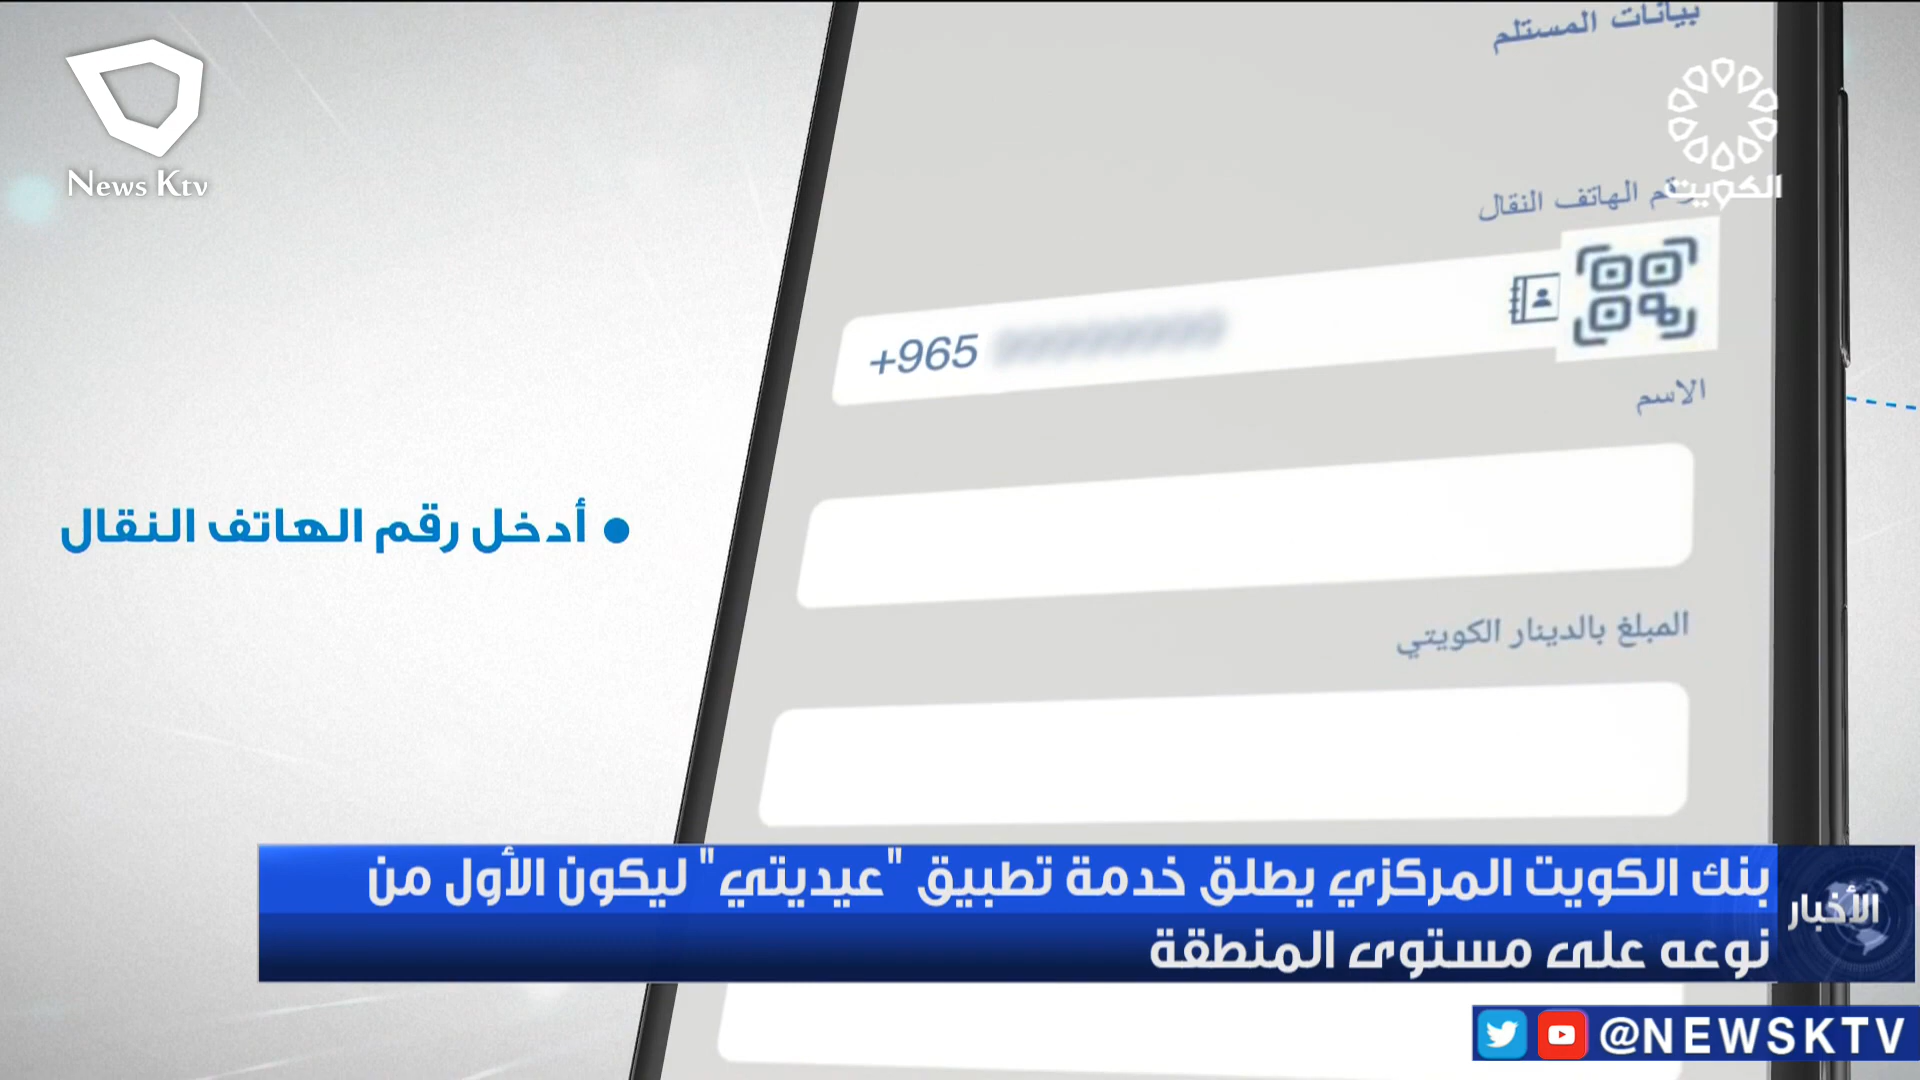 بيانات المستلم
News Ktv
الكويت
رقم الهاتف النقال
+965
الاسم
• أدخل رقم الهاتف النقال
المبلغ بالدينار الكويتي
بنك الكويت المركزي يطلق خدمة تطبيق "عيديتي" ليكون الأول من
نوعه على مستوى المنطقة
الأخبار
@NEWSKTV